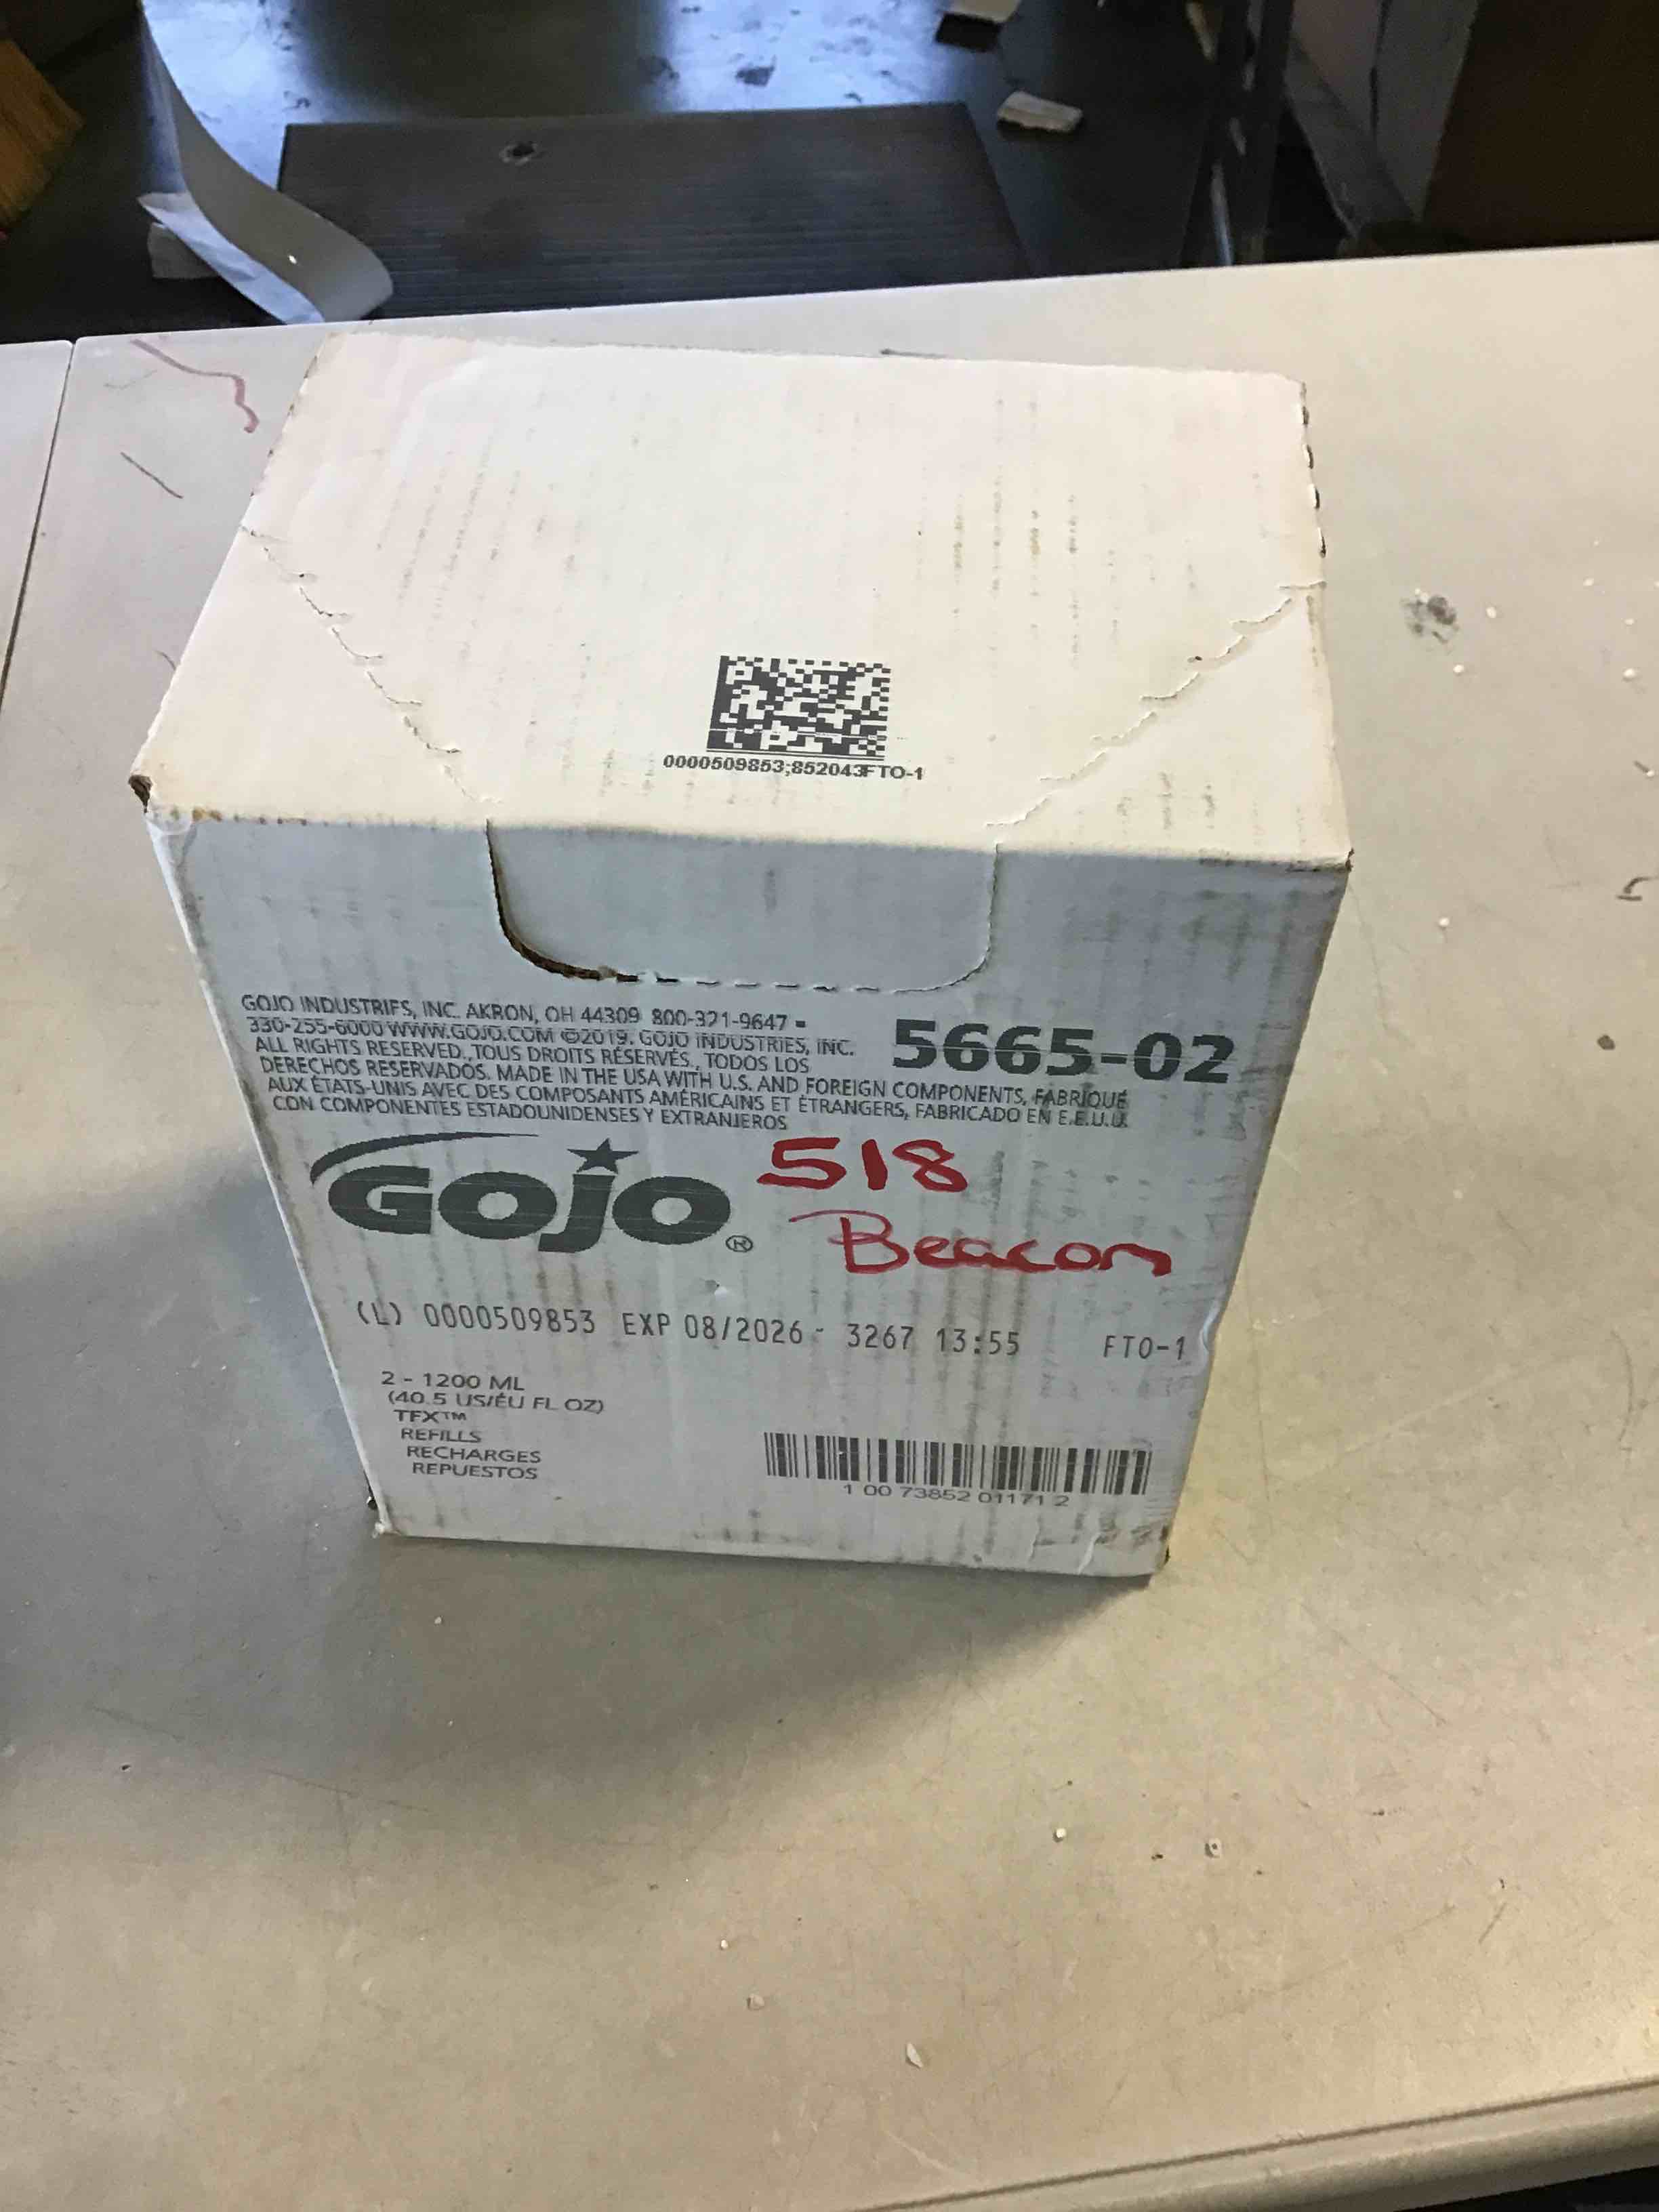 0000509853;852043FTO-1
GOJO INDUSTRIES, INC. AKRON, OH 44309 800-321-9647 •
330-255-6000 WWW.GOJO.COM ©2019. GOJO INDUSTRIES, INC.
ALL RIGHTS RESERVED., TOUS DROITS RÉSERVÉS., TODOS LOS
DERECHOS RESERVADOS. MADE IN THE USA WITH U.S. AND FOREIGN COMPONENTS, FABRIQUÉ
AUX ÉTATS-UNIS AVEC DES COMPOSANTS AMÉRICAINS ET ÉTRANGERS, FABRICADO EN E.E.U.U.
CON COMPONENTES ESTADOUNIDENSES Y EXTRANJEROS
5665-02
GOJO®
518
Beacon
(L) 0000509853 EXP 08/2026 - 3267 13:55 FTO-1
2 - 1200 ML
(40.5 US/ÉU FL OZ)
TFX™
REFILLS
RECHARGES
REPUESTOS
1 00 73852 01171 2